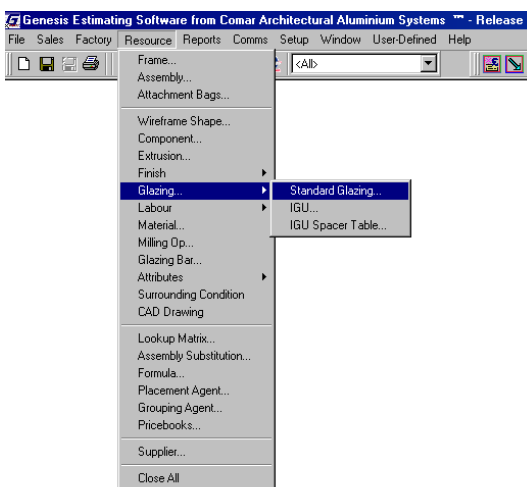 Genesis Estimating Software from Comar Architectural Aluminium Systems ™ - Release
File Sales Factory Resource Reports Comms Setup Window User-Defined Help
<All>
Frame...
Assembly...
Attachment Bags...
Wireframe Shape...
Component...
Extrusion...
Finish
Glazing...
Standard Glazing...
Labour
IGU...
Material...
IGU Spacer Table...
Milling Op...
Glazing Bar...
Attributes
Surrounding Condition
CAD Drawing
Lookup Matrix...
Assembly Substitution...
Formula...
Placement Agent...
Grouping Agent...
Pricebooks...
Supplier...
Close All